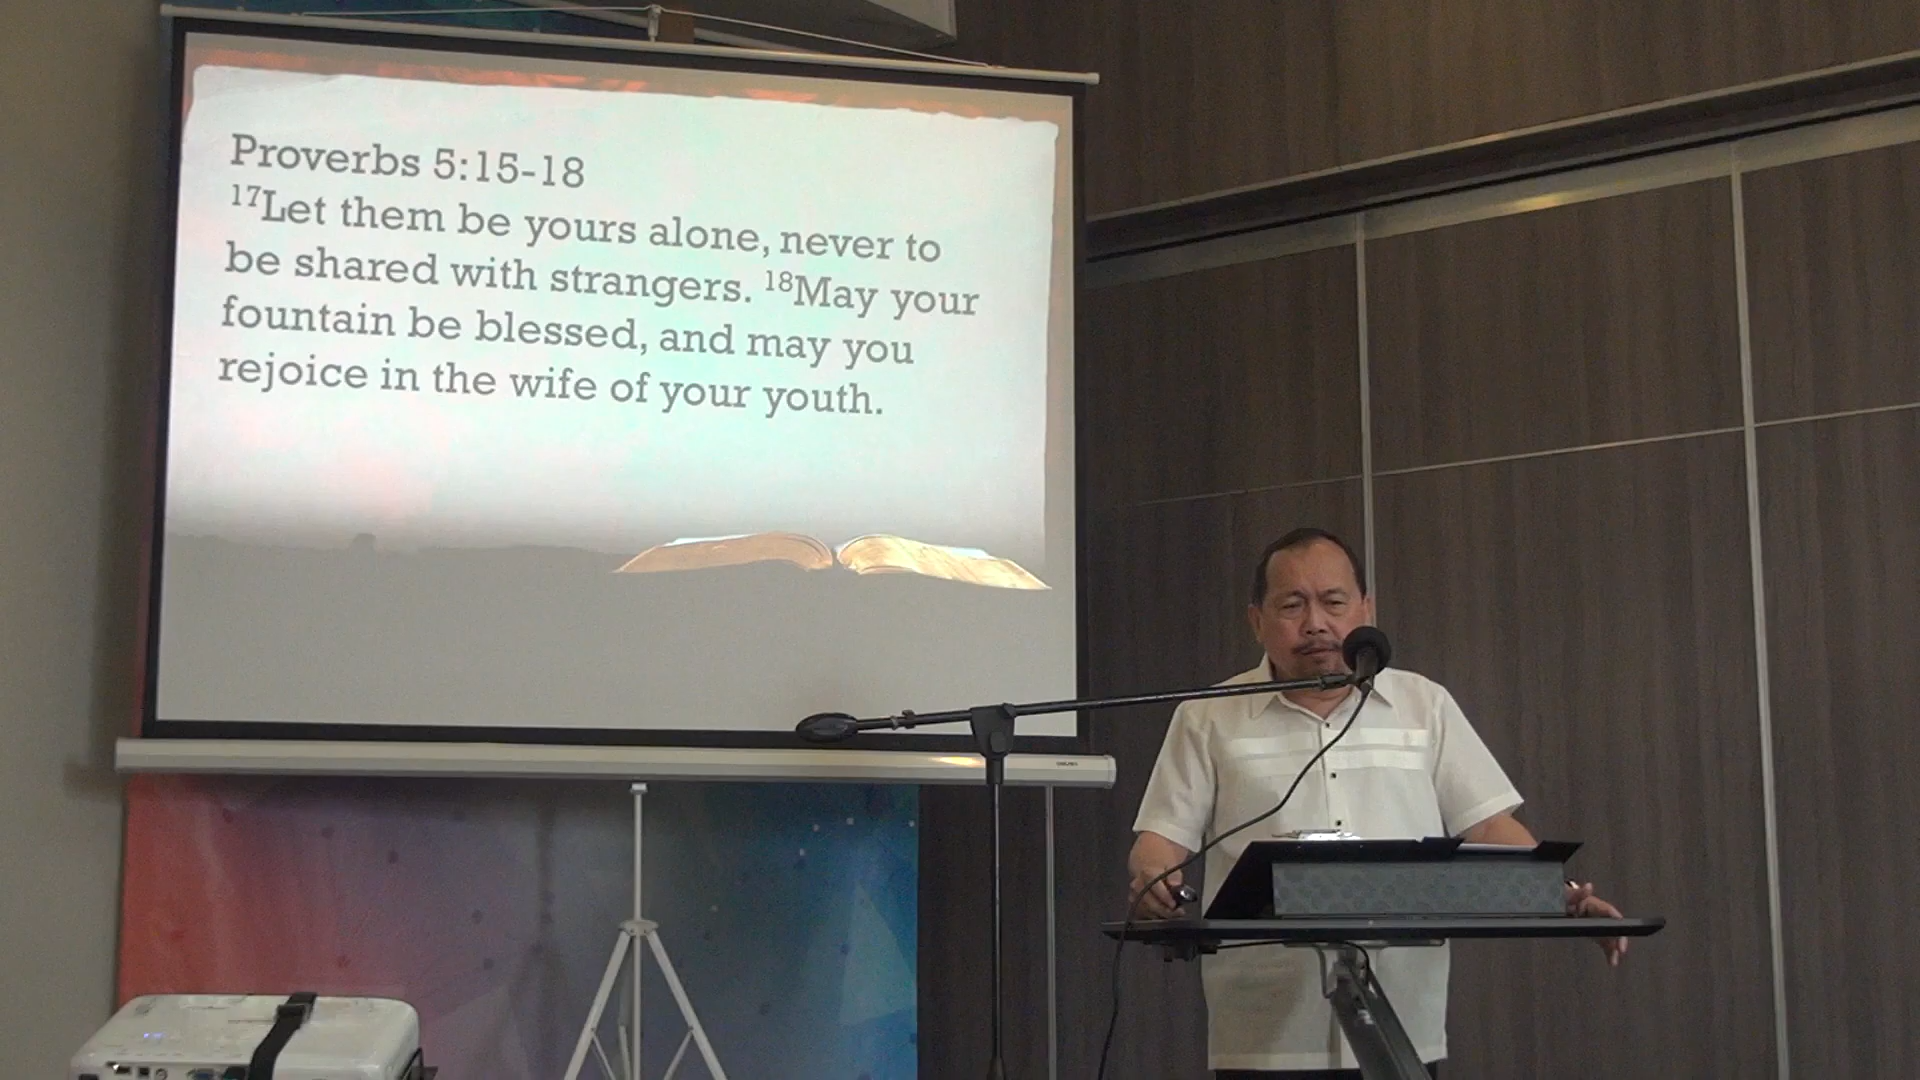 Proverbs 5:15-18
17Let them be yours alone, never to
be shared with strangers. 18May your
fountain be blessed, and may you
rejoice in the wife of your youth.